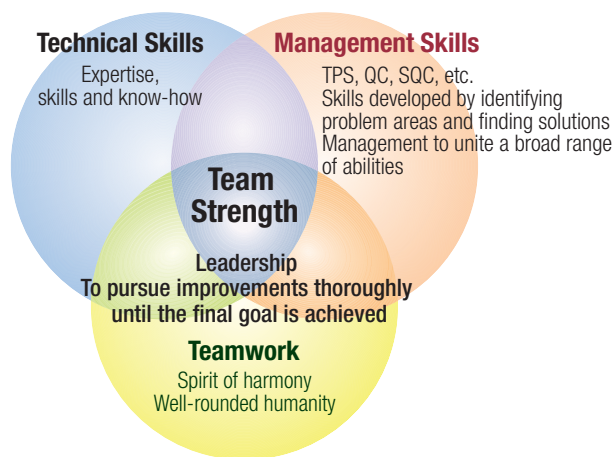 Technical Skills
Expertise,
skills and know-how
Management Skills
TPS, QC, SQC, etc.
Skills developed by identifying
problem areas and finding solutions
Management to unite a broad range
of abilities
Team
Strength
Leadership
To pursue improvements thoroughly
until the final goal is achieved
Teamwork
Spirit of harmony
Well-rounded humanity